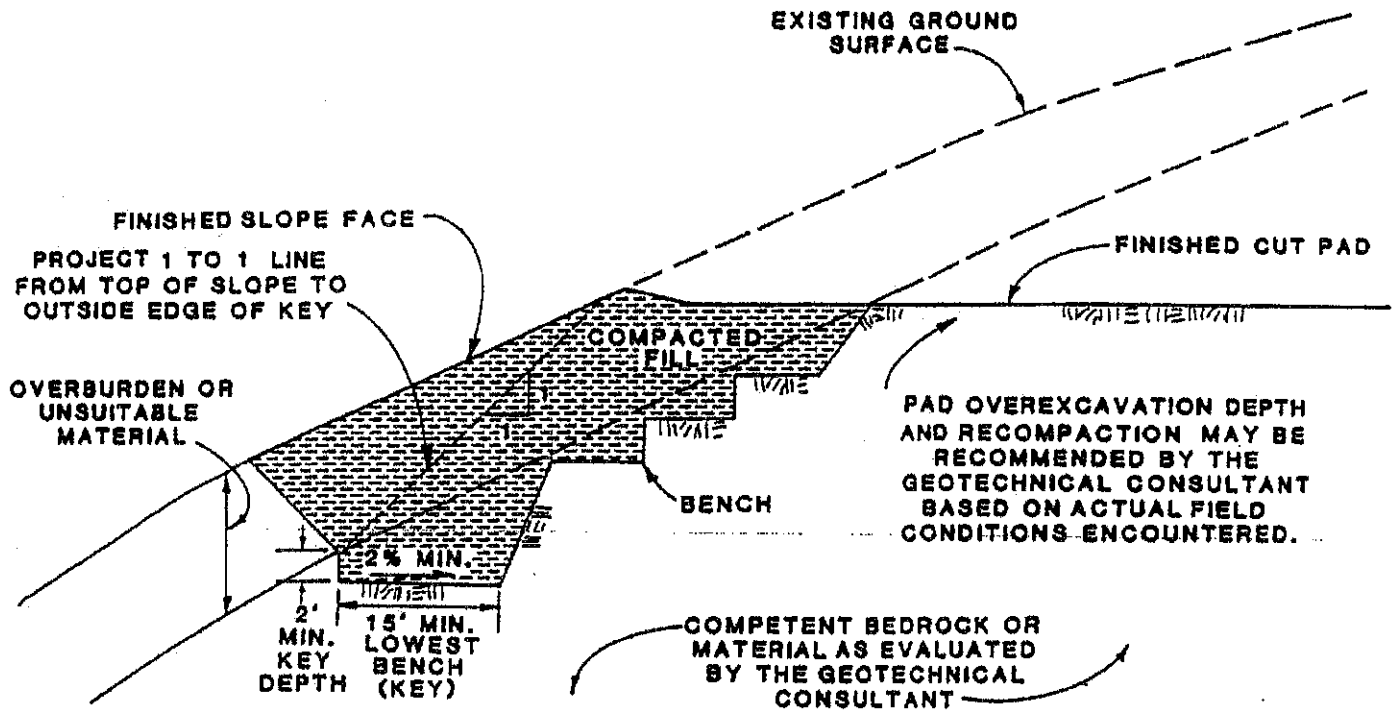 EXISTING GROUND
SURFACE
FINISHED SLOPE FACE
PROJECT 1 TO 1 LINE
FROM TOP OF SLOPE TO
OUTSIDE EDGE OF KEY
FINISHED CUT PAD
COMPACTED
FILL
1
1
OVERBURDEN OR
UNSUITABLE
MATERIAL
PAD OVEREXCAVATION DEPTH
AND RECOMPACTION MAY BE
RECOMMENDED BY THE
GEOTECHNICAL CONSULTANT
BASED ON ACTUAL FIELD
CONDITIONS ENCOUNTERED.
BENCH
2% MIN.
2'
MIN.
KEY
DEPTH
15' MIN.
LOWEST
BENCH
(KEY)
COMPETENT BEDROCK OR
MATERIAL AS EVALUATED
BY THE GEOTECHNICAL
CONSULTANT